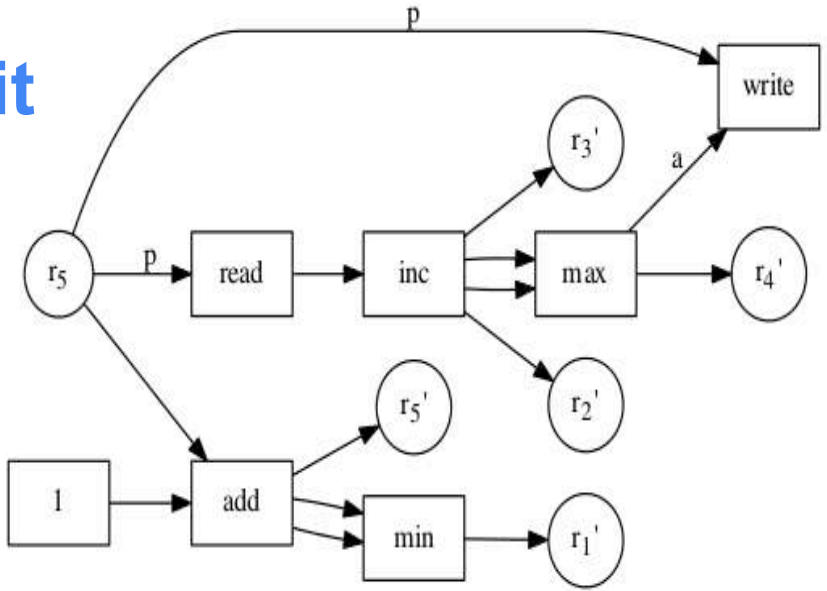 p
it
write
r3'
a
r5
p
read
inc
max
r4'
r5'
r2'
1
add
min
r1'